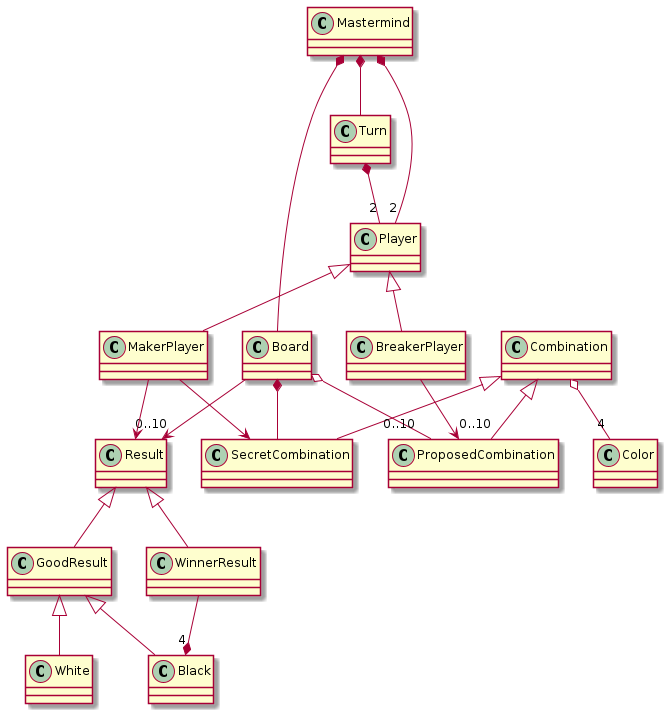 C Mastermind
C Turn
2 2
C Player
C MakerPlayer
C Board
C BreakerPlayer
C Combination
0..10 0..10 0..10 4
C Result
C SecretCombination
C ProposedCombination
C Color
C GoodResult
C WinnerResult
4
C White
C Black